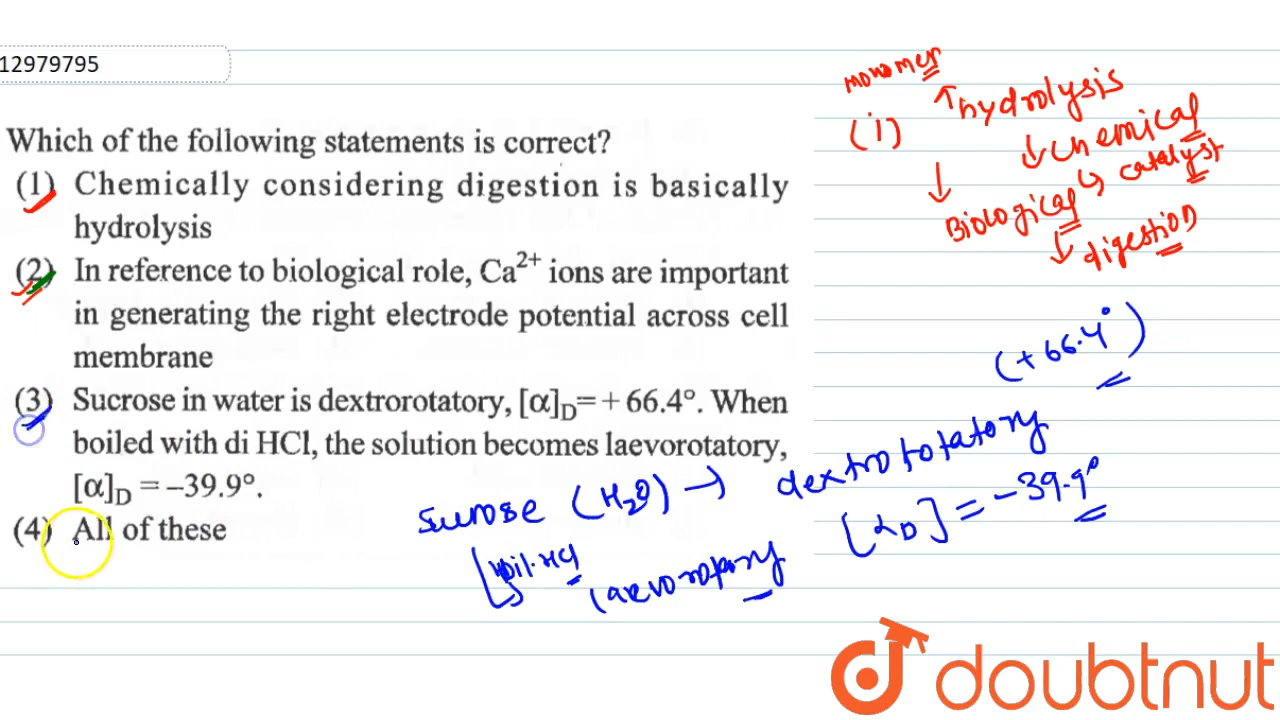 12979795
Which of the following statements is correct?
(1) Chemically considering digestion is basically
hydrolysis
(2) In reference to biological role, Ca²⁺ ions are important
in generating the right electrode potential across cell
membrane
(3) Sucrose in water is dextrorotatory, [α]D=+66.4°. When
boiled with di HCl, the solution becomes laevorotatory,
[α]D = –39.9°.
(4) All of these
monomer
↑ hydrolysis
(i) ↓ chemical
↓ ↳ catalyst
Biological
↓ digestion
(+66.4°)
sucrose (H₂O) → dextrorotatory
[αD] = -39.9°
dil·HCl
laevorotary
doubtnut